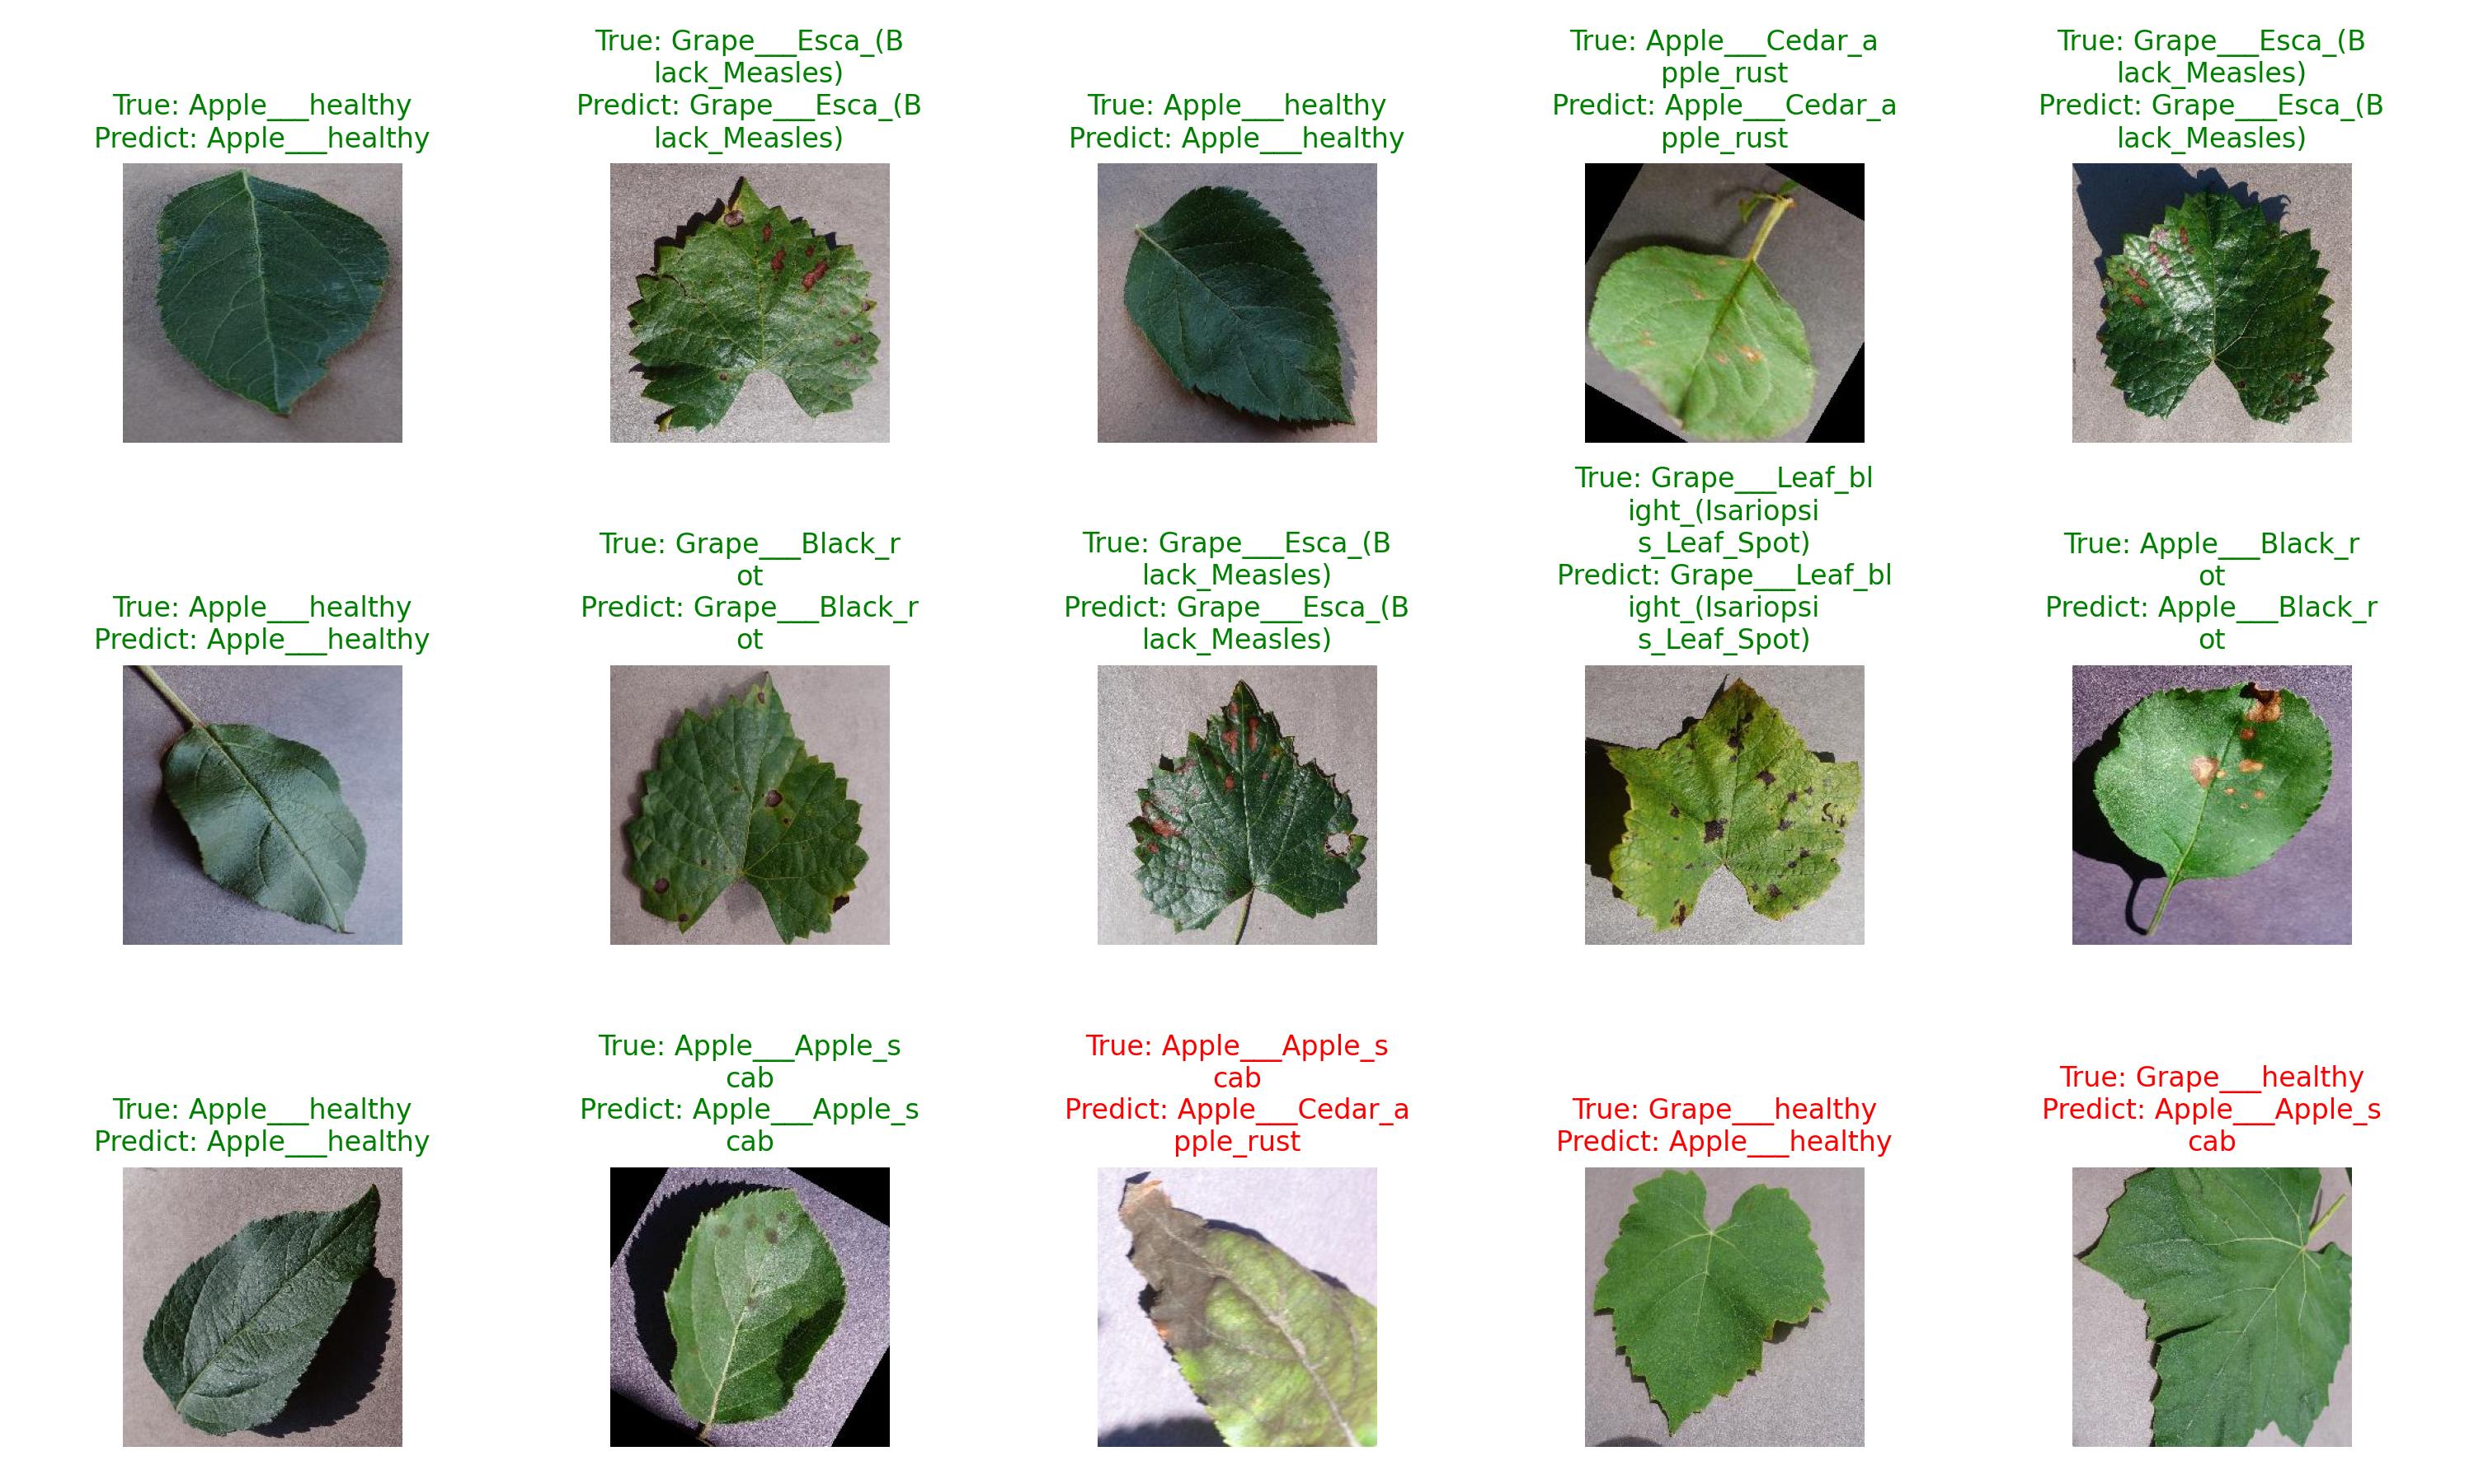 True: Apple___healthy
Predict: Apple___healthy
True: Grape___Esca_(B
lack_Measles)
Predict: Grape___Esca_(B
lack_Measles)
True: Apple___healthy
Predict: Apple___healthy
True: Apple___Cedar_a
pple_rust
Predict: Apple___Cedar_a
pple_rust
True: Grape___Esca_(B
lack_Measles)
Predict: Grape___Esca_(B
lack_Measles)
True: Apple___healthy
Predict: Apple___healthy
True: Grape___Black_r
ot
Predict: Grape___Black_r
ot
True: Grape___Esca_(B
lack_Measles)
Predict: Grape___Esca_(B
lack_Measles)
True: Grape___Leaf_bl
ight_(Isariopsi
s_Leaf_Spot)
Predict: Grape___Leaf_bl
ight_(Isariopsi
s_Leaf_Spot)
True: Apple___Black_r
ot
Predict: Apple___Black_r
ot
True: Apple___healthy
Predict: Apple___healthy
True: Apple___Apple_s
cab
Predict: Apple___Apple_s
cab
True: Apple___Apple_s
cab
Predict: Apple___Cedar_a
pple_rust
True: Grape___healthy
Predict: Apple___healthy
True: Grape___healthy
Predict: Apple___Apple_s
cab